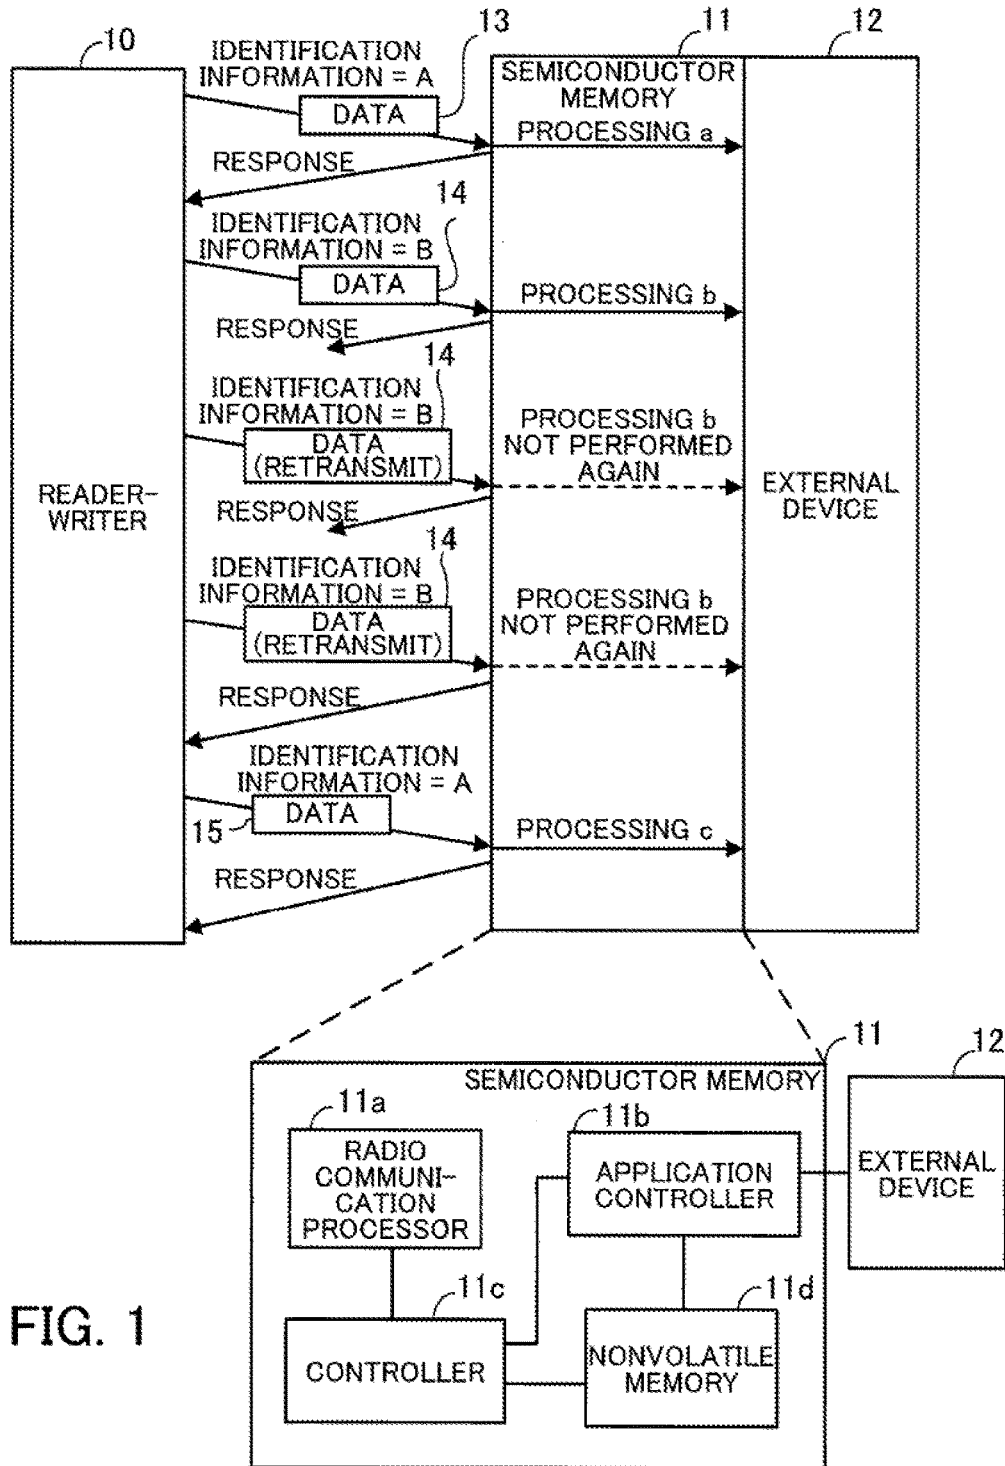 10
IDENTIFICATION
INFORMATION = A
13
11
12
DATA
SEMICONDUCTOR
MEMORY
PROCESSING a
RESPONSE
IDENTIFICATION
INFORMATION = B
14
DATA
PROCESSING b
RESPONSE
IDENTIFICATION
INFORMATION = B
14
DATA
(RETRANSMIT)
PROCESSING b
NOT PERFORMED
AGAIN
READER-
WRITER
EXTERNAL
DEVICE
RESPONSE
IDENTIFICATION
INFORMATION = B
14
DATA
(RETRANSMIT)
PROCESSING b
NOT PERFORMED
AGAIN
RESPONSE
IDENTIFICATION
INFORMATION = A
15
DATA
PROCESSING c
RESPONSE
11
12
SEMICONDUCTOR MEMORY
11a
RADIO
COMMUNI-
CATION
PROCESSOR
11b
APPLICATION
CONTROLLER
EXTERNAL
DEVICE
11c
CONTROLLER
11d
NONVOLATILE
MEMORY
FIG. 1